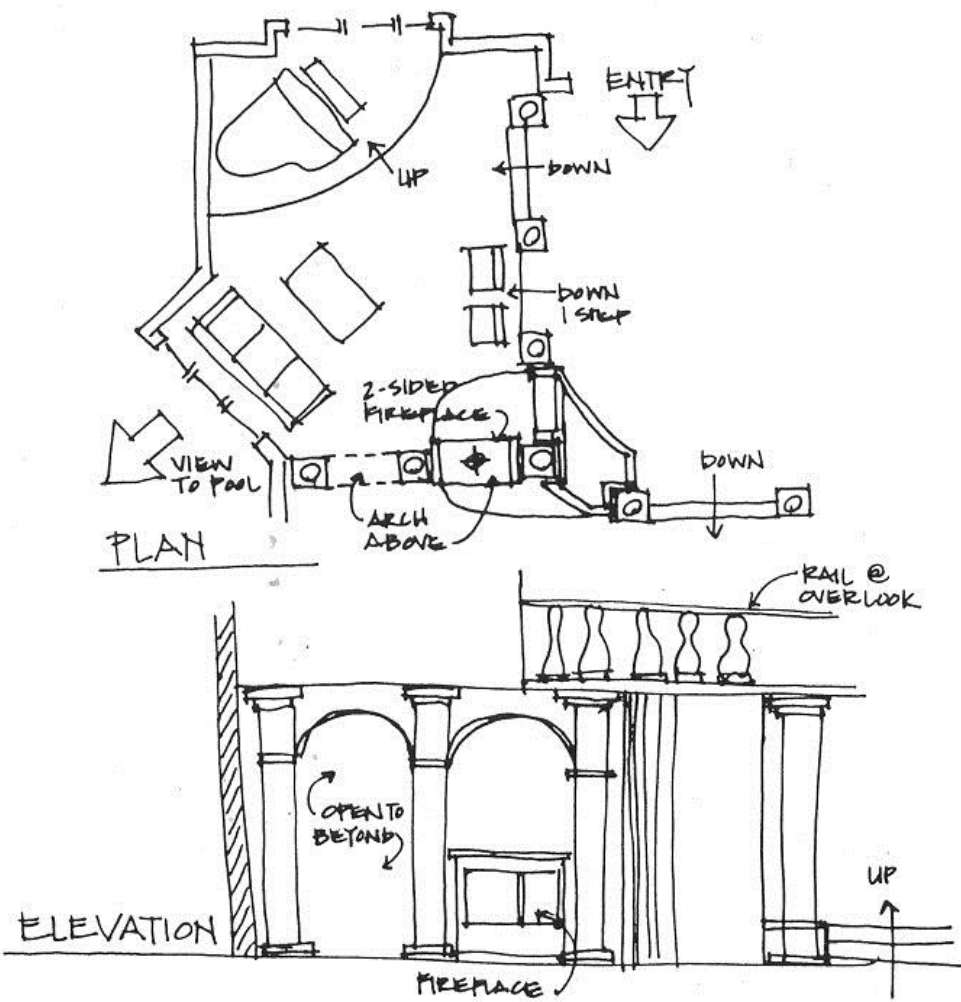 ENTRY
DOWN
UP
DOWN
1 STEP
2-SIDED
FIREPLACE
VIEW
TO POOL
DOWN
ARCH
ABOVE
PLAN
RAIL @
OVERLOOK
OPEN TO
BEYOND
UP
ELEVATION
FIREPLACE